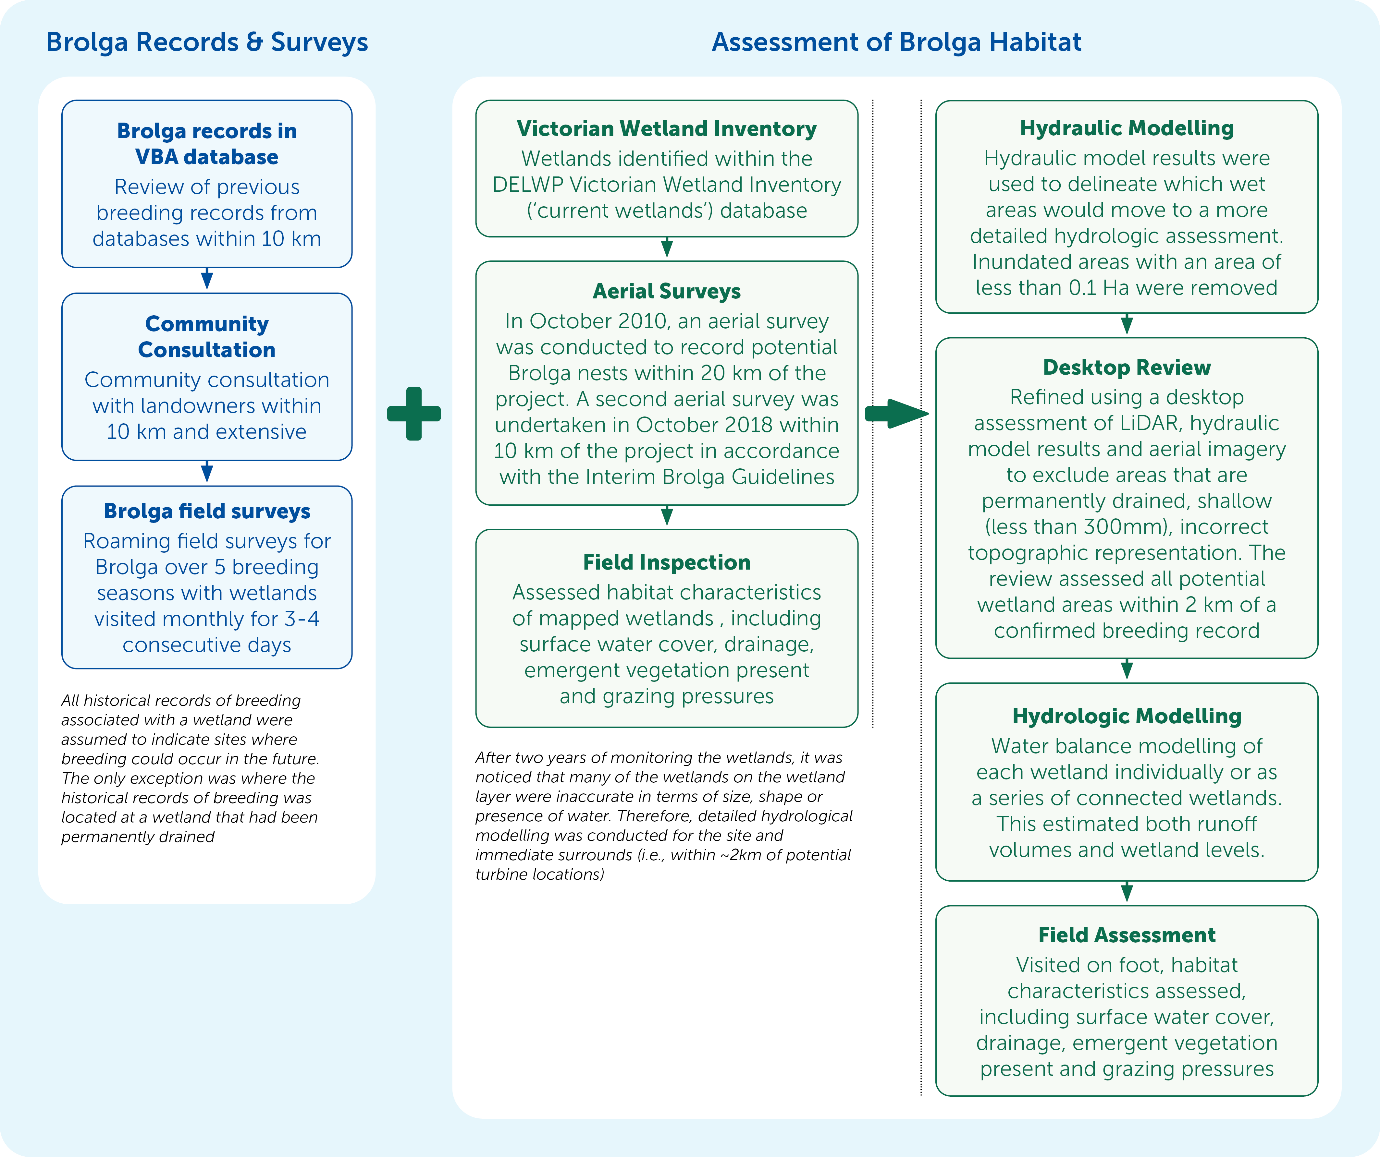 Brolga Records & Surveys
Brolga records in
VBA database
Review of previous
breeding records from
databases within 10 km
Community
Consultation
Community consultation
with landowners within
10 km and extensive
Brolga field surveys
Roaming field surveys for
Brolga over 5 breeding
seasons with wetlands
visited monthly for 3-4
consecutive days
All historical records of breeding
associated with a wetland were
assumed to indicate sites where
breeding could occur in the future.
The only exception was where the
historical records of breeding was
located at a wetland that had been
permanently drained
Assessment of Brolga Habitat
Victorian Wetland Inventory
Wetlands identified within the
DELWP Victorian Wetland Inventory
(‘current wetlands’) database
Aerial Surveys
In October 2010, an aerial survey
was conducted to record potential
Brolga nests within 20 km of the
project. A second aerial survey was
undertaken in October 2018 within
10 km of the project in accordance
with the Interim Brolga Guidelines
Field Inspection
Assessed habitat characteristics
of mapped wetlands , including
surface water cover, drainage,
emergent vegetation present
and grazing pressures
After two years of monitoring the wetlands, it was
noticed that many of the wetlands on the wetland
layer were inaccurate in terms of size, shape or
presence of water. Therefore, detailed hydrological
modelling was conducted for the site and
immediate surrounds (i.e., within ~2km of potential
turbine locations)
Hydraulic Modelling
Hydraulic model results were
used to delineate which wet
areas would move to a more
detailed hydrologic assessment.
Inundated areas with an area of
less than 0.1 Ha were removed
Desktop Review
Refined using a desktop
assessment of LiDAR, hydraulic
model results and aerial imagery
to exclude areas that are
permanently drained, shallow
(less than 300mm), incorrect
topographic representation. The
review assessed all potential
wetland areas within 2 km of a
confirmed breeding record
Hydrologic Modelling
Water balance modelling of
each wetland individually or as
a series of connected wetlands.
This estimated both runoff
volumes and wetland levels.
Field Assessment
Visited on foot, habitat
characteristics assessed,
including surface water cover,
drainage, emergent vegetation
present and grazing pressures